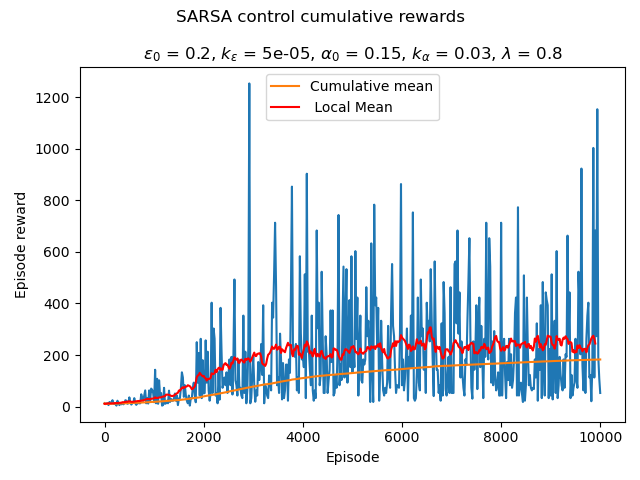 SARSA control cumulative rewards
ε₀ = 0.2, kε = 5e-05, α₀ = 0.15, kα = 0.03, λ = 0.8
Cumulative mean
Local Mean
Episode reward
1200
1000
800
600
400
200
0
0 2000 4000 6000 8000 10000
Episode